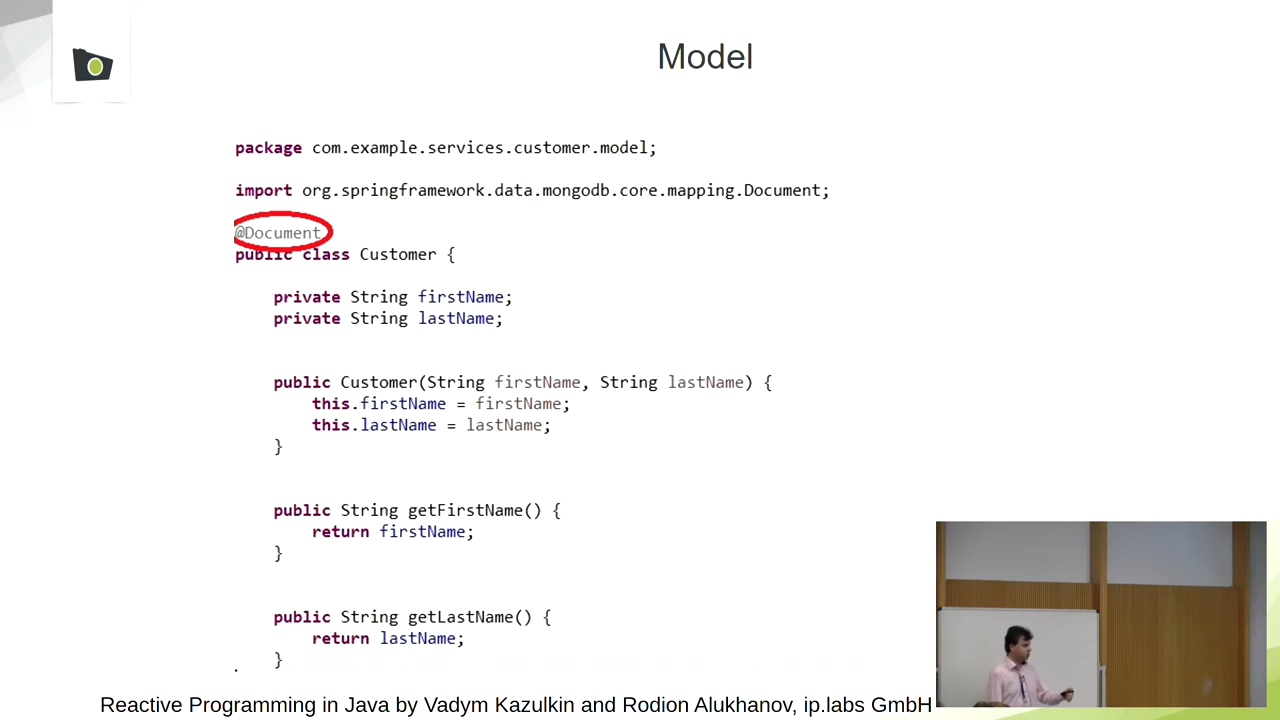 Model
package com.example.services.customer.model;
import org.springframework.data.mongodb.core.mapping.Document;
@Document
public class Customer {
private String firstName;
private String lastName;
public Customer(String firstName, String lastName) {
this.firstName = firstName;
this.lastName = lastName;
}
public String getFirstName() {
return firstName;
}
public String getLastName() {
return lastName;
}
.
Reactive Programming in Java by Vadym Kazulkin and Rodion Alukhanov, ip.labs GmbH